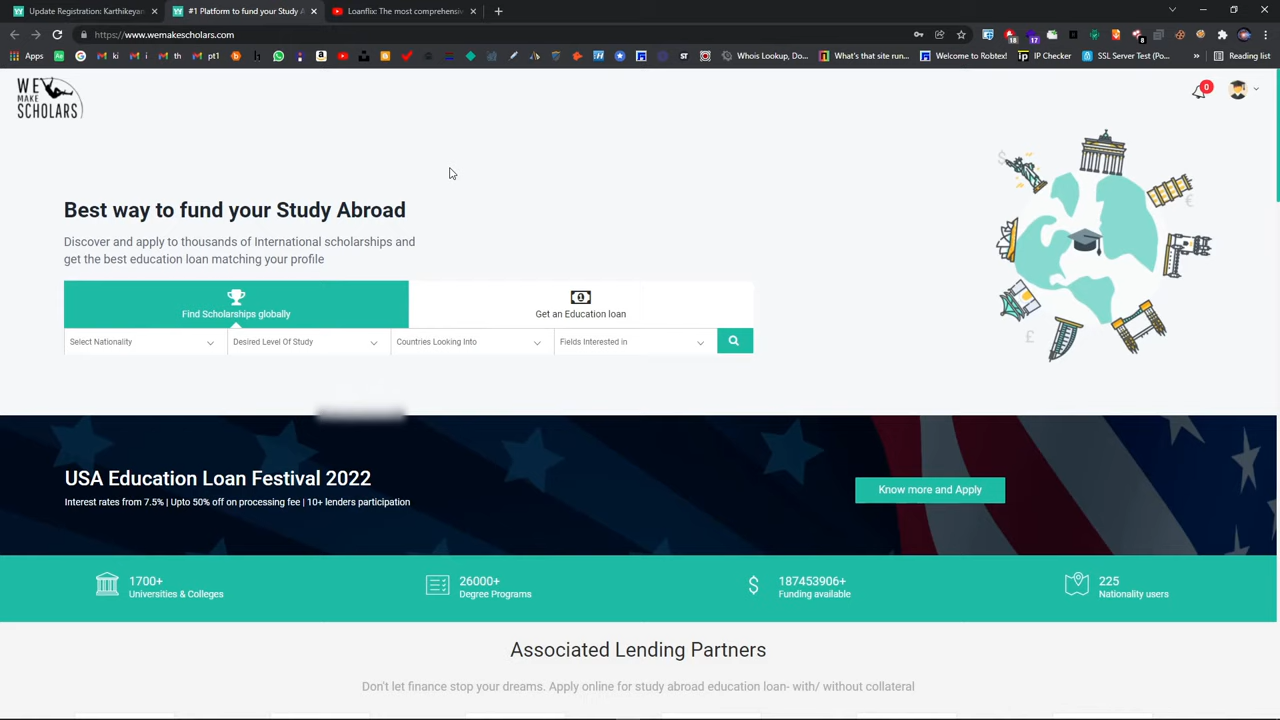 Update Registration: Karthikeyan
#1 Platform to fund your Study A
Loanflix: The most comprehensiv
https://www.wemakescholars.com
Apps
ki
i
th
pt1
Whois Lookup, Do...
What's that site run...
Welcome to Robtex!
IP Checker
SSL Server Test (Po...
Reading list
WE
MAKE
SCHOLARS
0
Best way to fund your Study Abroad
Discover and apply to thousands of International scholarships and
get the best education loan matching your profile
Find Scholarships globally
Get an Education loan
Select Nationality
Desired Level Of Study
Countries Looking Into
Fields Interested in
USA Education Loan Festival 2022
Interest rates from 7.5% | Upto 50% off on processing fee | 10+ lenders participation
Know more and Apply
1700+
Universities & Colleges
26000+
Degree Programs
187453906+
Funding available
225
Nationality users
Associated Lending Partners
Don't let finance stop your dreams. Apply online for study abroad education loan- with/ without collateral